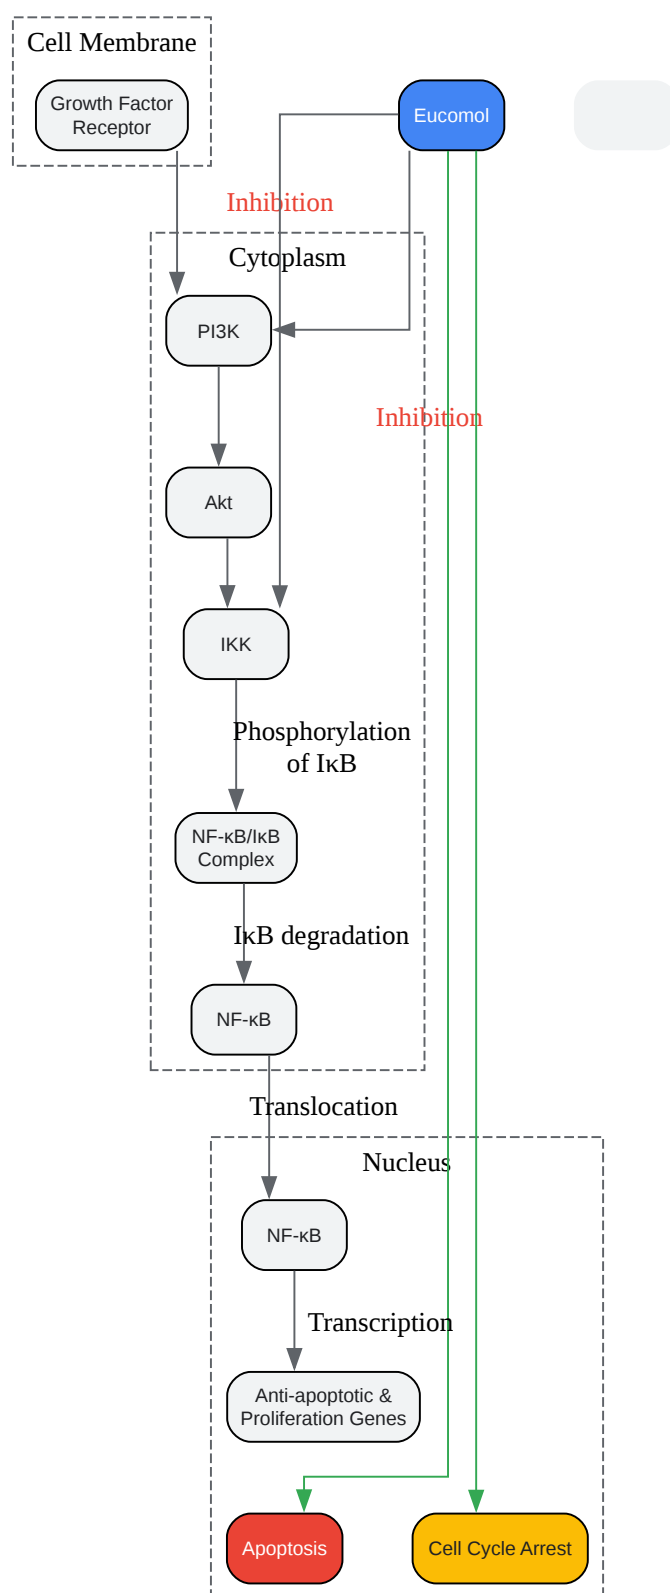 Cell Membrane
Growth Factor
Receptor
Eucomol
Inhibition
Cytoplasm
PI3K
Inhibition
Akt
IKK
Phosphorylation
of IκB
NF-κB/IκB
Complex
IκB degradation
NF-κB
Translocation
Nucleus
NF-κB
Transcription
Anti-apoptotic &
Proliferation Genes
Apoptosis
Cell Cycle Arrest